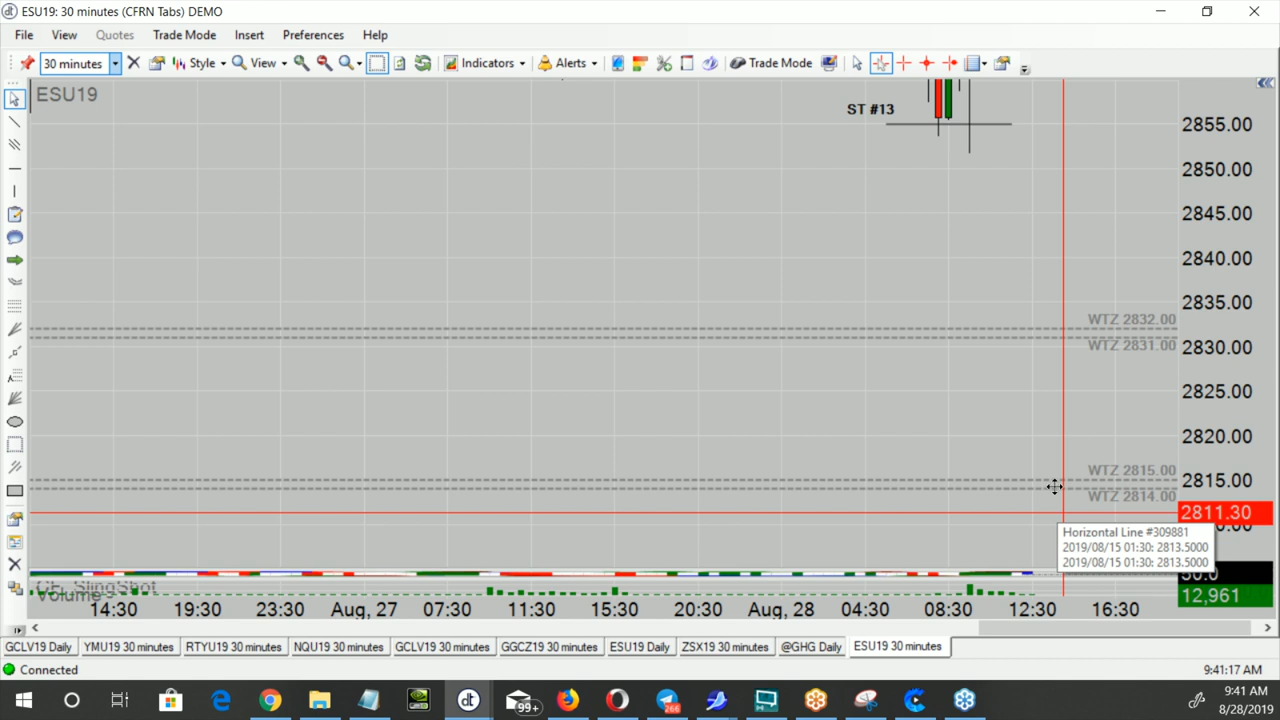 ESU19: 30 minutes (CFRN Tabs) DEMO
File View Quotes Trade Mode Insert Preferences Help
30 minutes Style View Indicators Alerts Trade Mode
ESU19
ST #13
2855.00
2850.00
2845.00
2840.00
2835.00
WTZ 2832.00
WTZ 2831.00
2830.00
2825.00
2820.00
WTZ 2815.00
2815.00
WTZ 2814.00
2811.30
Horizontal Line #309881
2019/08/15 01:30: 2813.5000
2019/08/15 01:30: 2813.5000
50.0
CF_SlingShot
Volume
12,961
14:30 19:30 23:30 Aug, 27 07:30 11:30 15:30 20:30 Aug, 28 04:30 08:30 12:30 16:30
GCLV19 Daily YMU19 30 minutes RTYU19 30 minutes NQU19 30 minutes GCLV19 30 minutes GGCZ19 30 minutes ESU19 Daily ZSX19 30 minutes @GHG Daily ESU19 30 minutes
Connected
9:41:17 AM
99+
266
9:41 AM
8/28/2019